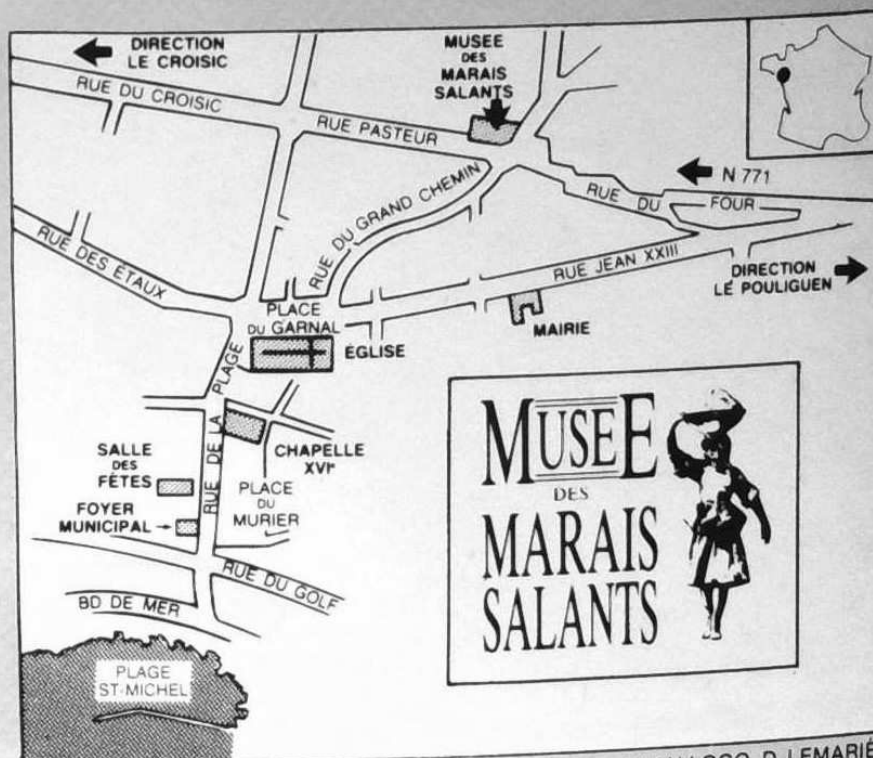 DIRECTION
LE CROISIC
MUSEE
DES
MARAIS
SALANTS
RUE DU CROISIC
RUE PASTEUR
N 771
RUE DU FOUR
RUE DU GRAND CHEMIN
RUE DES ÉTAUX
RUE JEAN XXIII
DIRECTION
LE POULIGUEN
PLACE
DU GARNAL
MAIRIE
ÉGLISE
RUE DE LA PLAGE
CHAPELLE
XVIe
SALLE
DES
FÊTES
PLACE
DU
MURIER
FOYER
MUNICIPAL
RUE DU GOLF
BD DE MER
PLAGE
ST-MICHEL
MUSEE
DES
MARAIS
SALANTS
D. LEMARIÉ